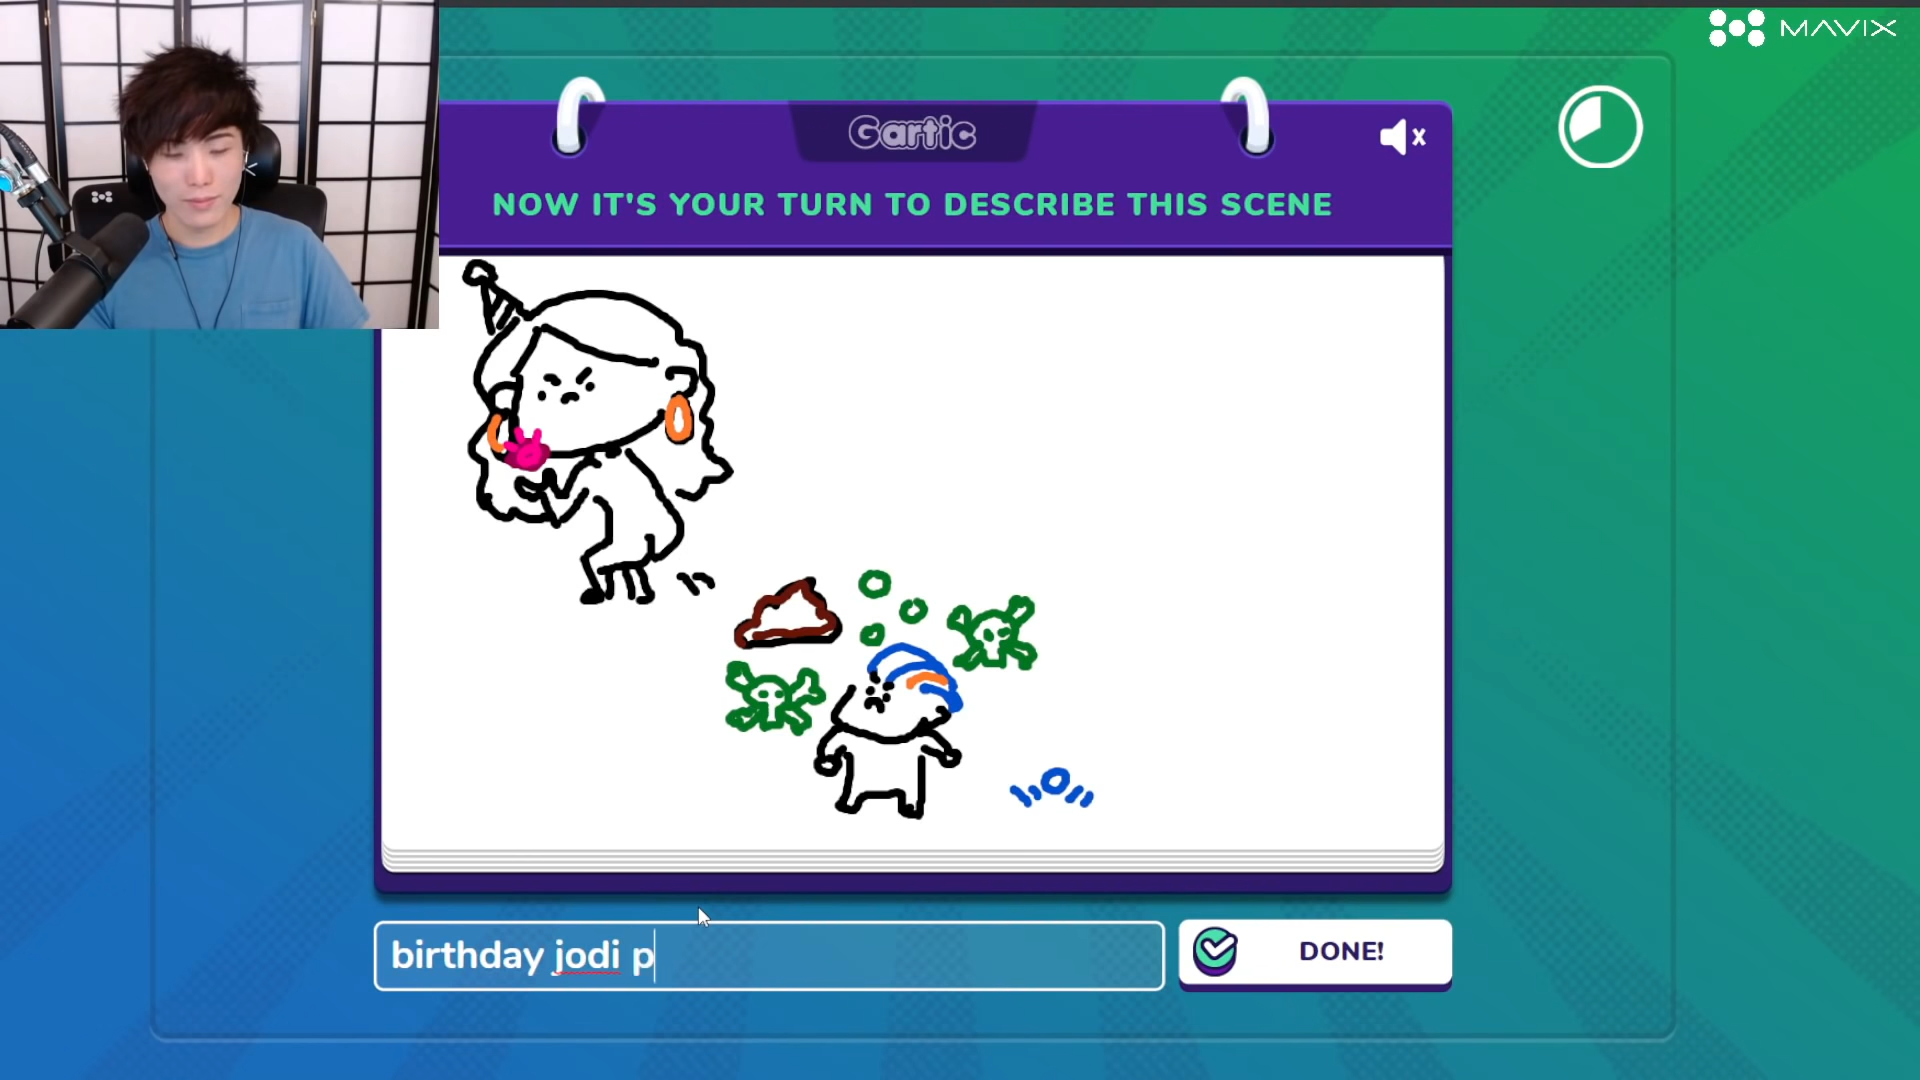 MAVIX
Gartic
NOW IT'S YOUR TURN TO DESCRIBE THIS SCENE
birthday jodi p
DONE!